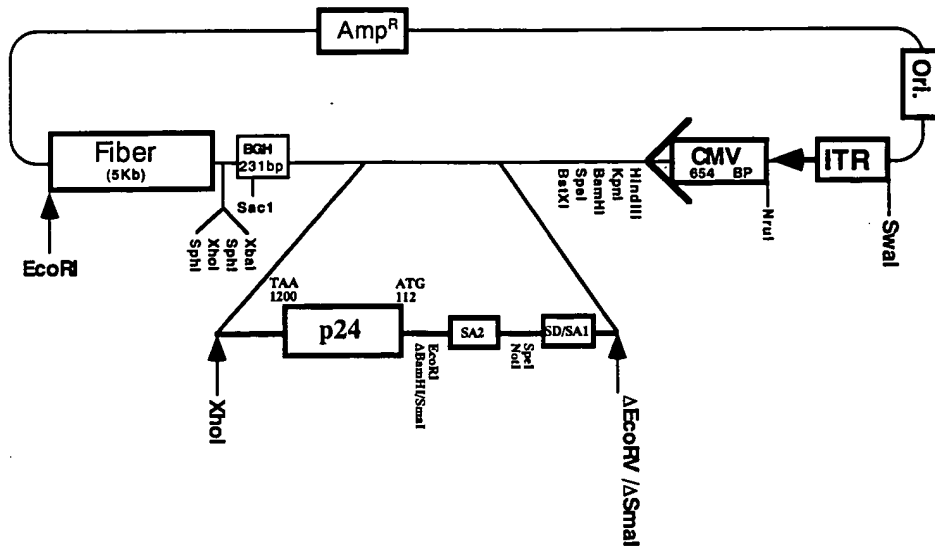 Amp^R
Ori.
Fiber
(5Kb)
BGH
231bp
CMV
654 BP
ITR
Sac1
HindIII
KpnI
BamHI
SpeI
BstXI
NruI
SwaI
EcoRI
SphI
XhoI
SphI
XbaI
TAA
1200
ATG
112
p24
SA2
SD/SA1
EcoRI
ΔBamHI/SmaI
SpeI
NotI
XhoI
ΔEcoRV /ΔSmaI